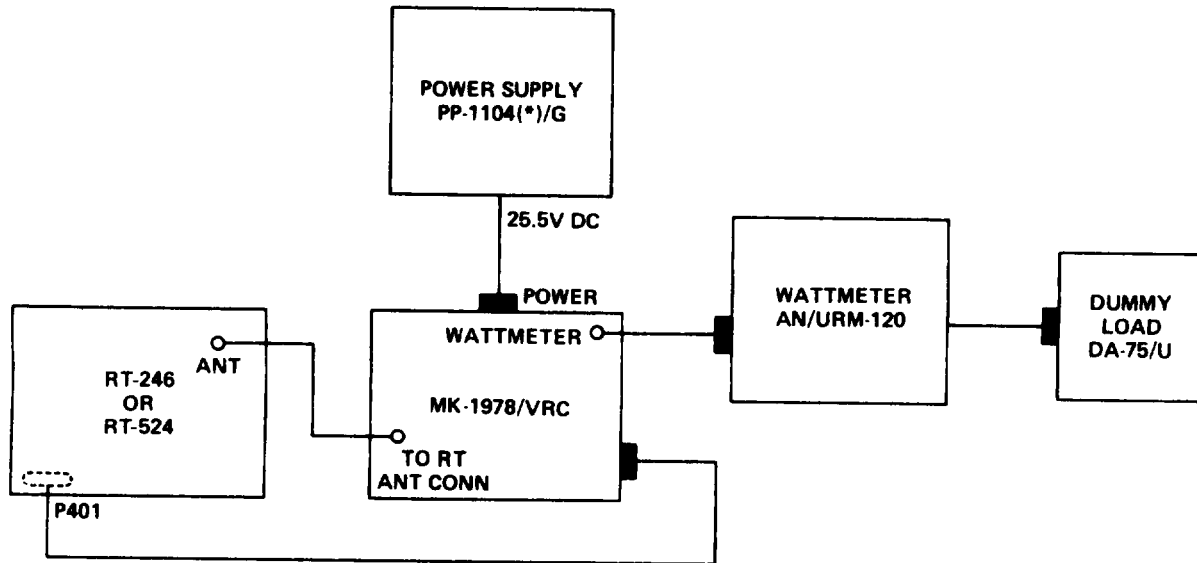 POWER SUPPLY
PP-1104(*)/G
25.5V DC
POWER
WATTMETER
MK-1978/VRC
TO RT
ANT CONN
ANT
RT-246
OR
RT-524
P401
WATTMETER
AN/URM-120
DUMMY
LOAD
DA-75/U